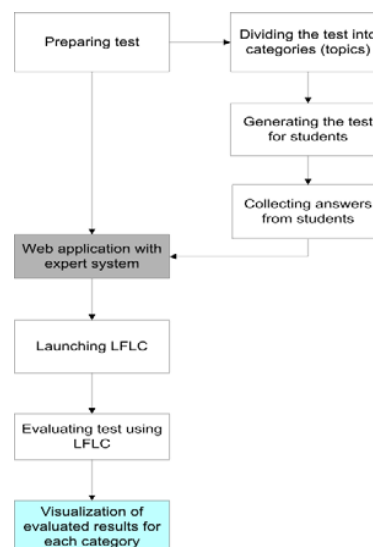 Preparing test
Dividing the test into
categories (topics)
Generating the test
for students
Collecting answers
from students
Web application with
expert system
Launching LFLC
Evaluating test using
LFLC
Visualization of
evaluated results for
each category